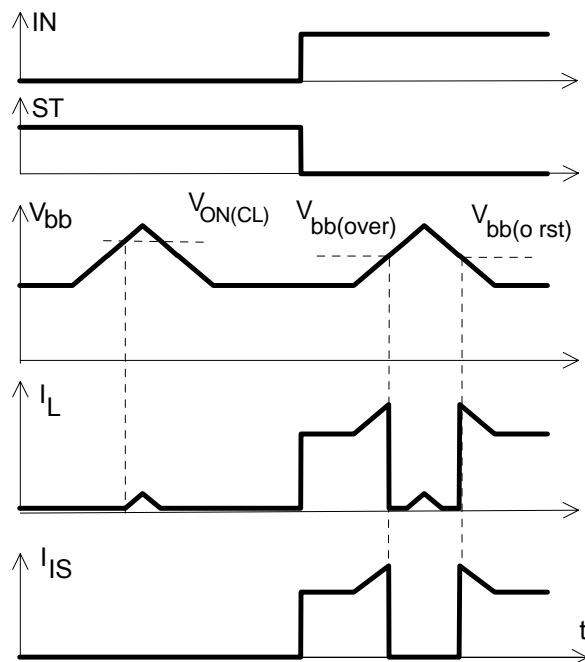 IN
ST
Vbb
VON(CL)
Vbb(over)
Vbb(o rst)
IL
IIS
t